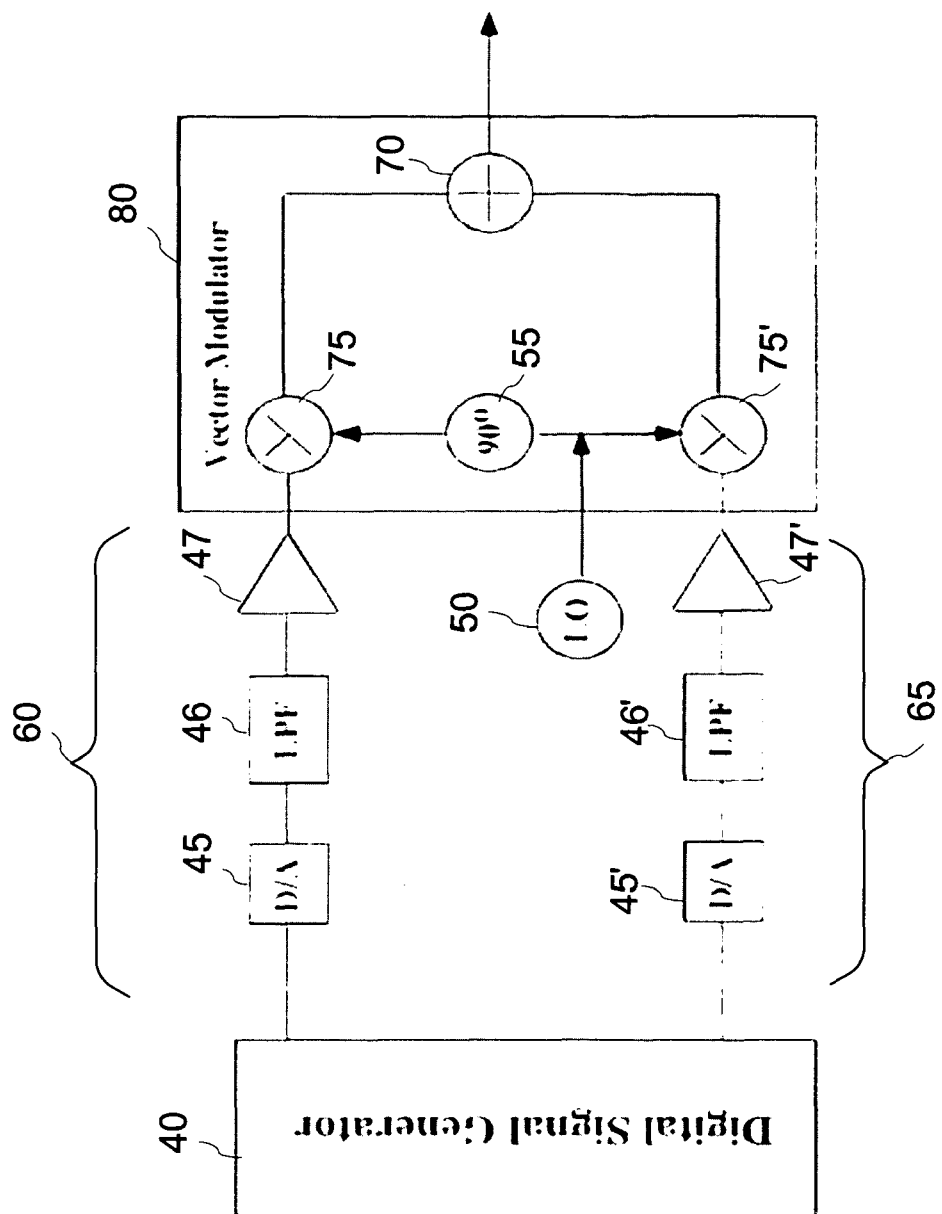 80
Vector Modulator
70
75
90°
55
75'
60
47
50
LO
47'
46
LPF
46'
LPF
65
45
D/A
45'
D/A
40
Digital Signal Generator